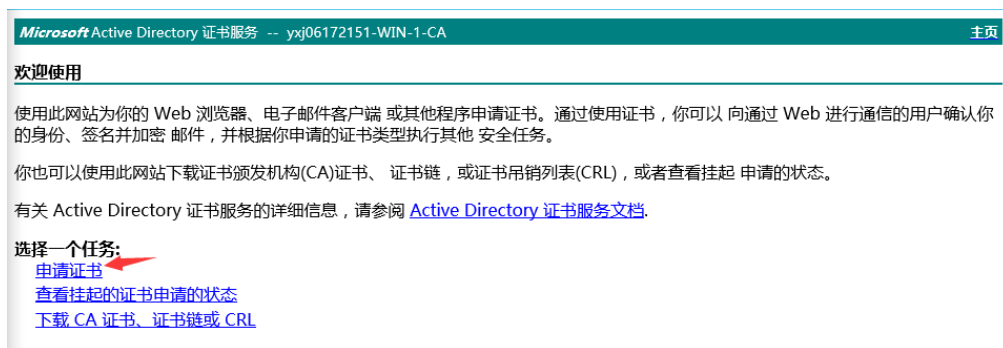 Microsoft Active Directory 证书服务 -- yxj06172151-WIN-1-CA 主页
欢迎使用
使用此网站为你的 Web 浏览器、电子邮件客户端 或其他程序申请证书。通过使用证书，你可以 向通过 Web 进行通信的用户确认你
的身份、签名并加密 邮件，并根据你申请的证书类型执行其他 安全任务。
你也可以使用此网站下载证书颁发机构(CA)证书、 证书链，或证书吊销列表(CRL)，或者查看挂起 申请的状态。
有关 Active Directory 证书服务的详细信息，请参阅 Active Directory 证书服务文档.
选择一个任务:
申请证书
查看挂起的证书申请的状态
下载 CA 证书、证书链或 CRL